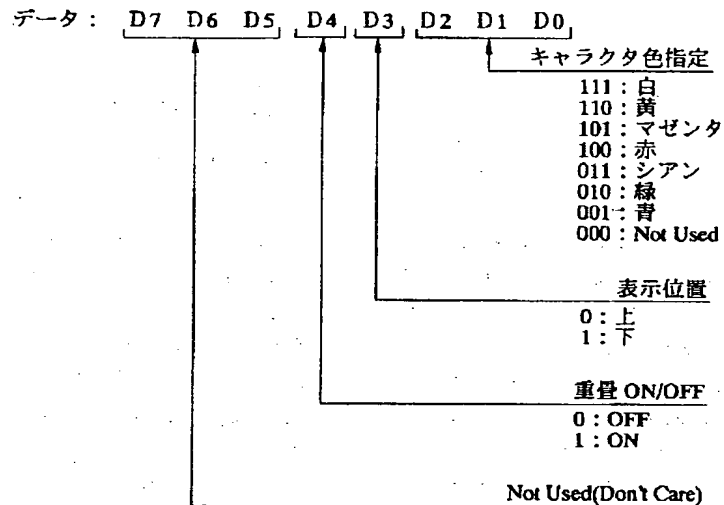 データ： D7 D6 D5 D4 D3 D2 D1 D0
キャラクタ色指定
111：白
110：黄
101：マゼンタ
100：赤
011：シアン
010：緑
001：青
000：Not Used
表示位置
0：上
1：下
重畳 ON/OFF
0：OFF
1：ON
Not Used(Don't Care)